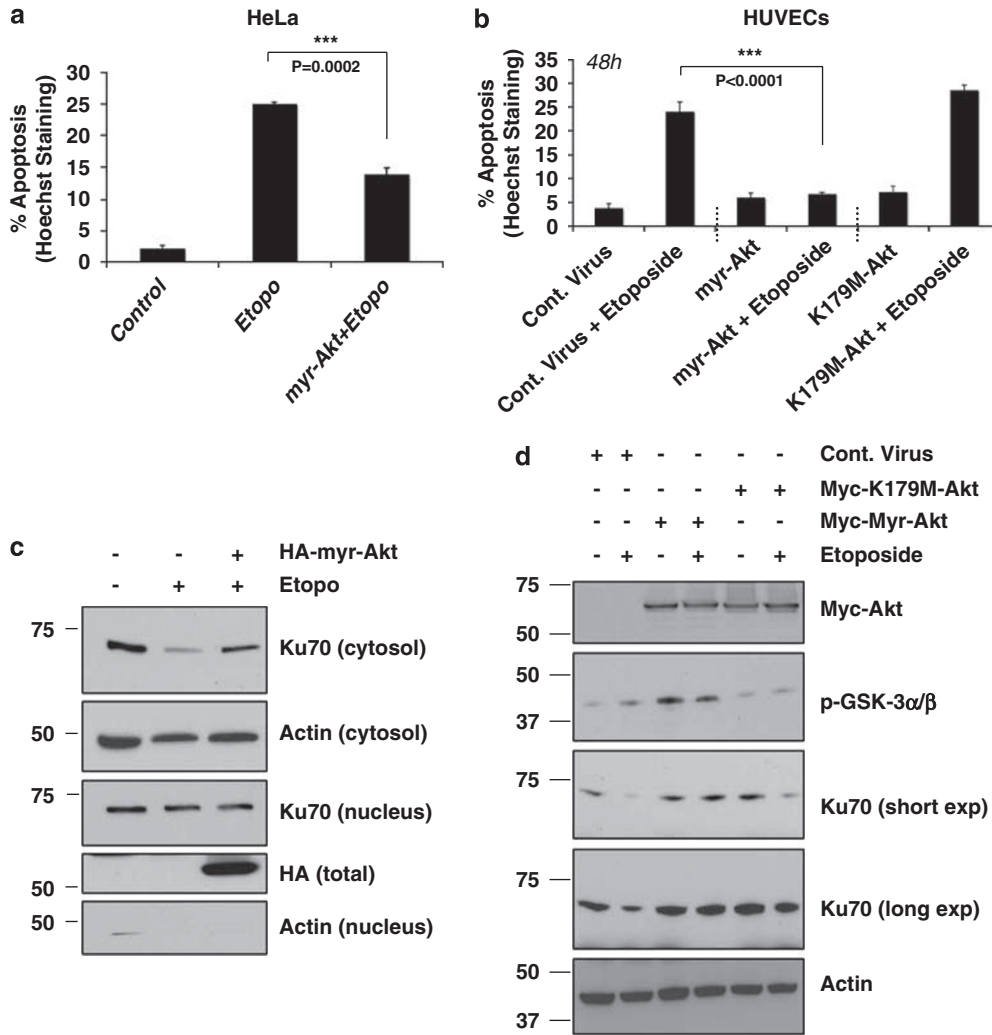 a
HeLa
***
P=0.0002
% Apoptosis
(Hoechst Staining)
30
25
20
15
10
5
0
Control
Etopo
myr-Akt+Etopo
b
HUVECs
48h
***
P<0.0001
% Apoptosis
(Hoechst Staining)
35
30
25
20
15
10
5
0
Cont. Virus
Cont. Virus + Etoposide
myr-Akt
myr-Akt + Etoposide
K179M-Akt
K179M-Akt + Etoposide
c
- - + HA-myr-Akt
- + + Etopo
75
Ku70 (cytosol)
50
Actin (cytosol)
75
Ku70 (nucleus)
50
HA (total)
50
Actin (nucleus)
d
+ + - - - - Cont. Virus
- - - - + + Myc-K179M-Akt
- - + + - - Myc-Myr-Akt
- + - + - + Etoposide
75
Myc-Akt
50
50
p-GSK-3α/β
37
75
Ku70 (short exp)
75
Ku70 (long exp)
50
Actin
37